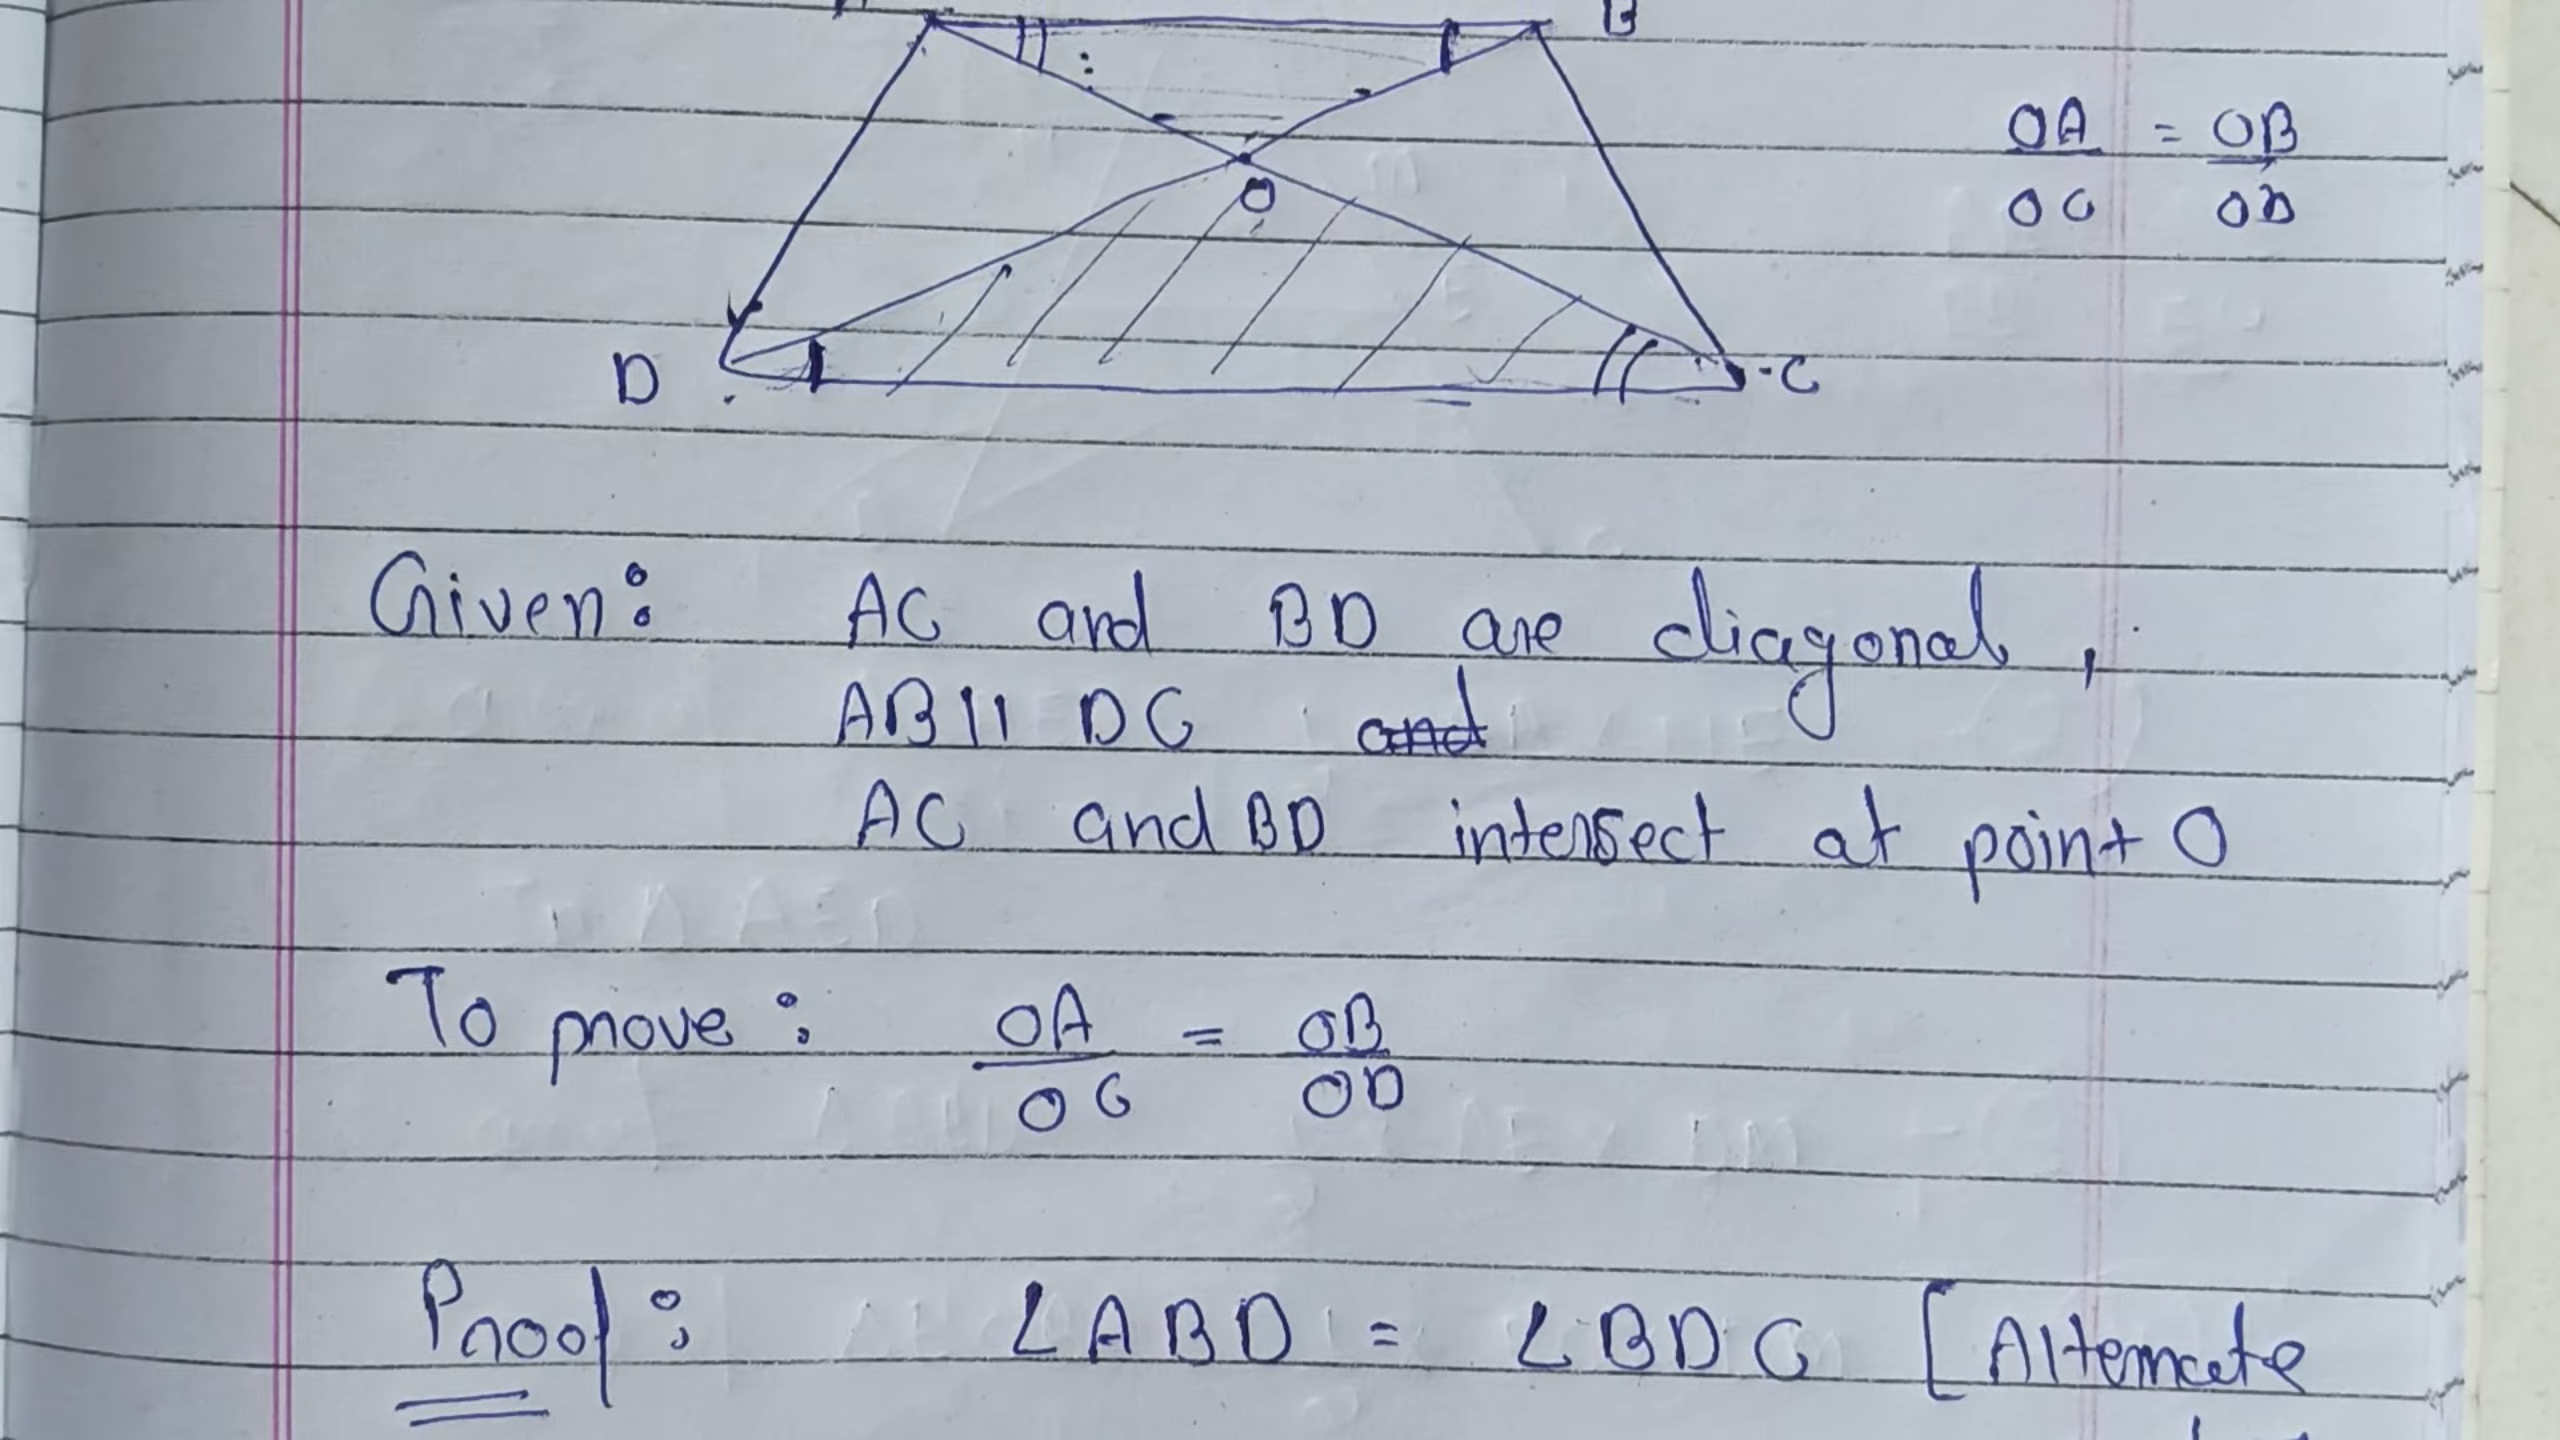 B
OA = OB
OC OD
O
D
C
Given: AC and BD are diagonal,
AB || DC and
AC and BD intersect at point O
To prove: OA = OB
OC OD
Proof: ∠ABD = ∠BDC [Alternate